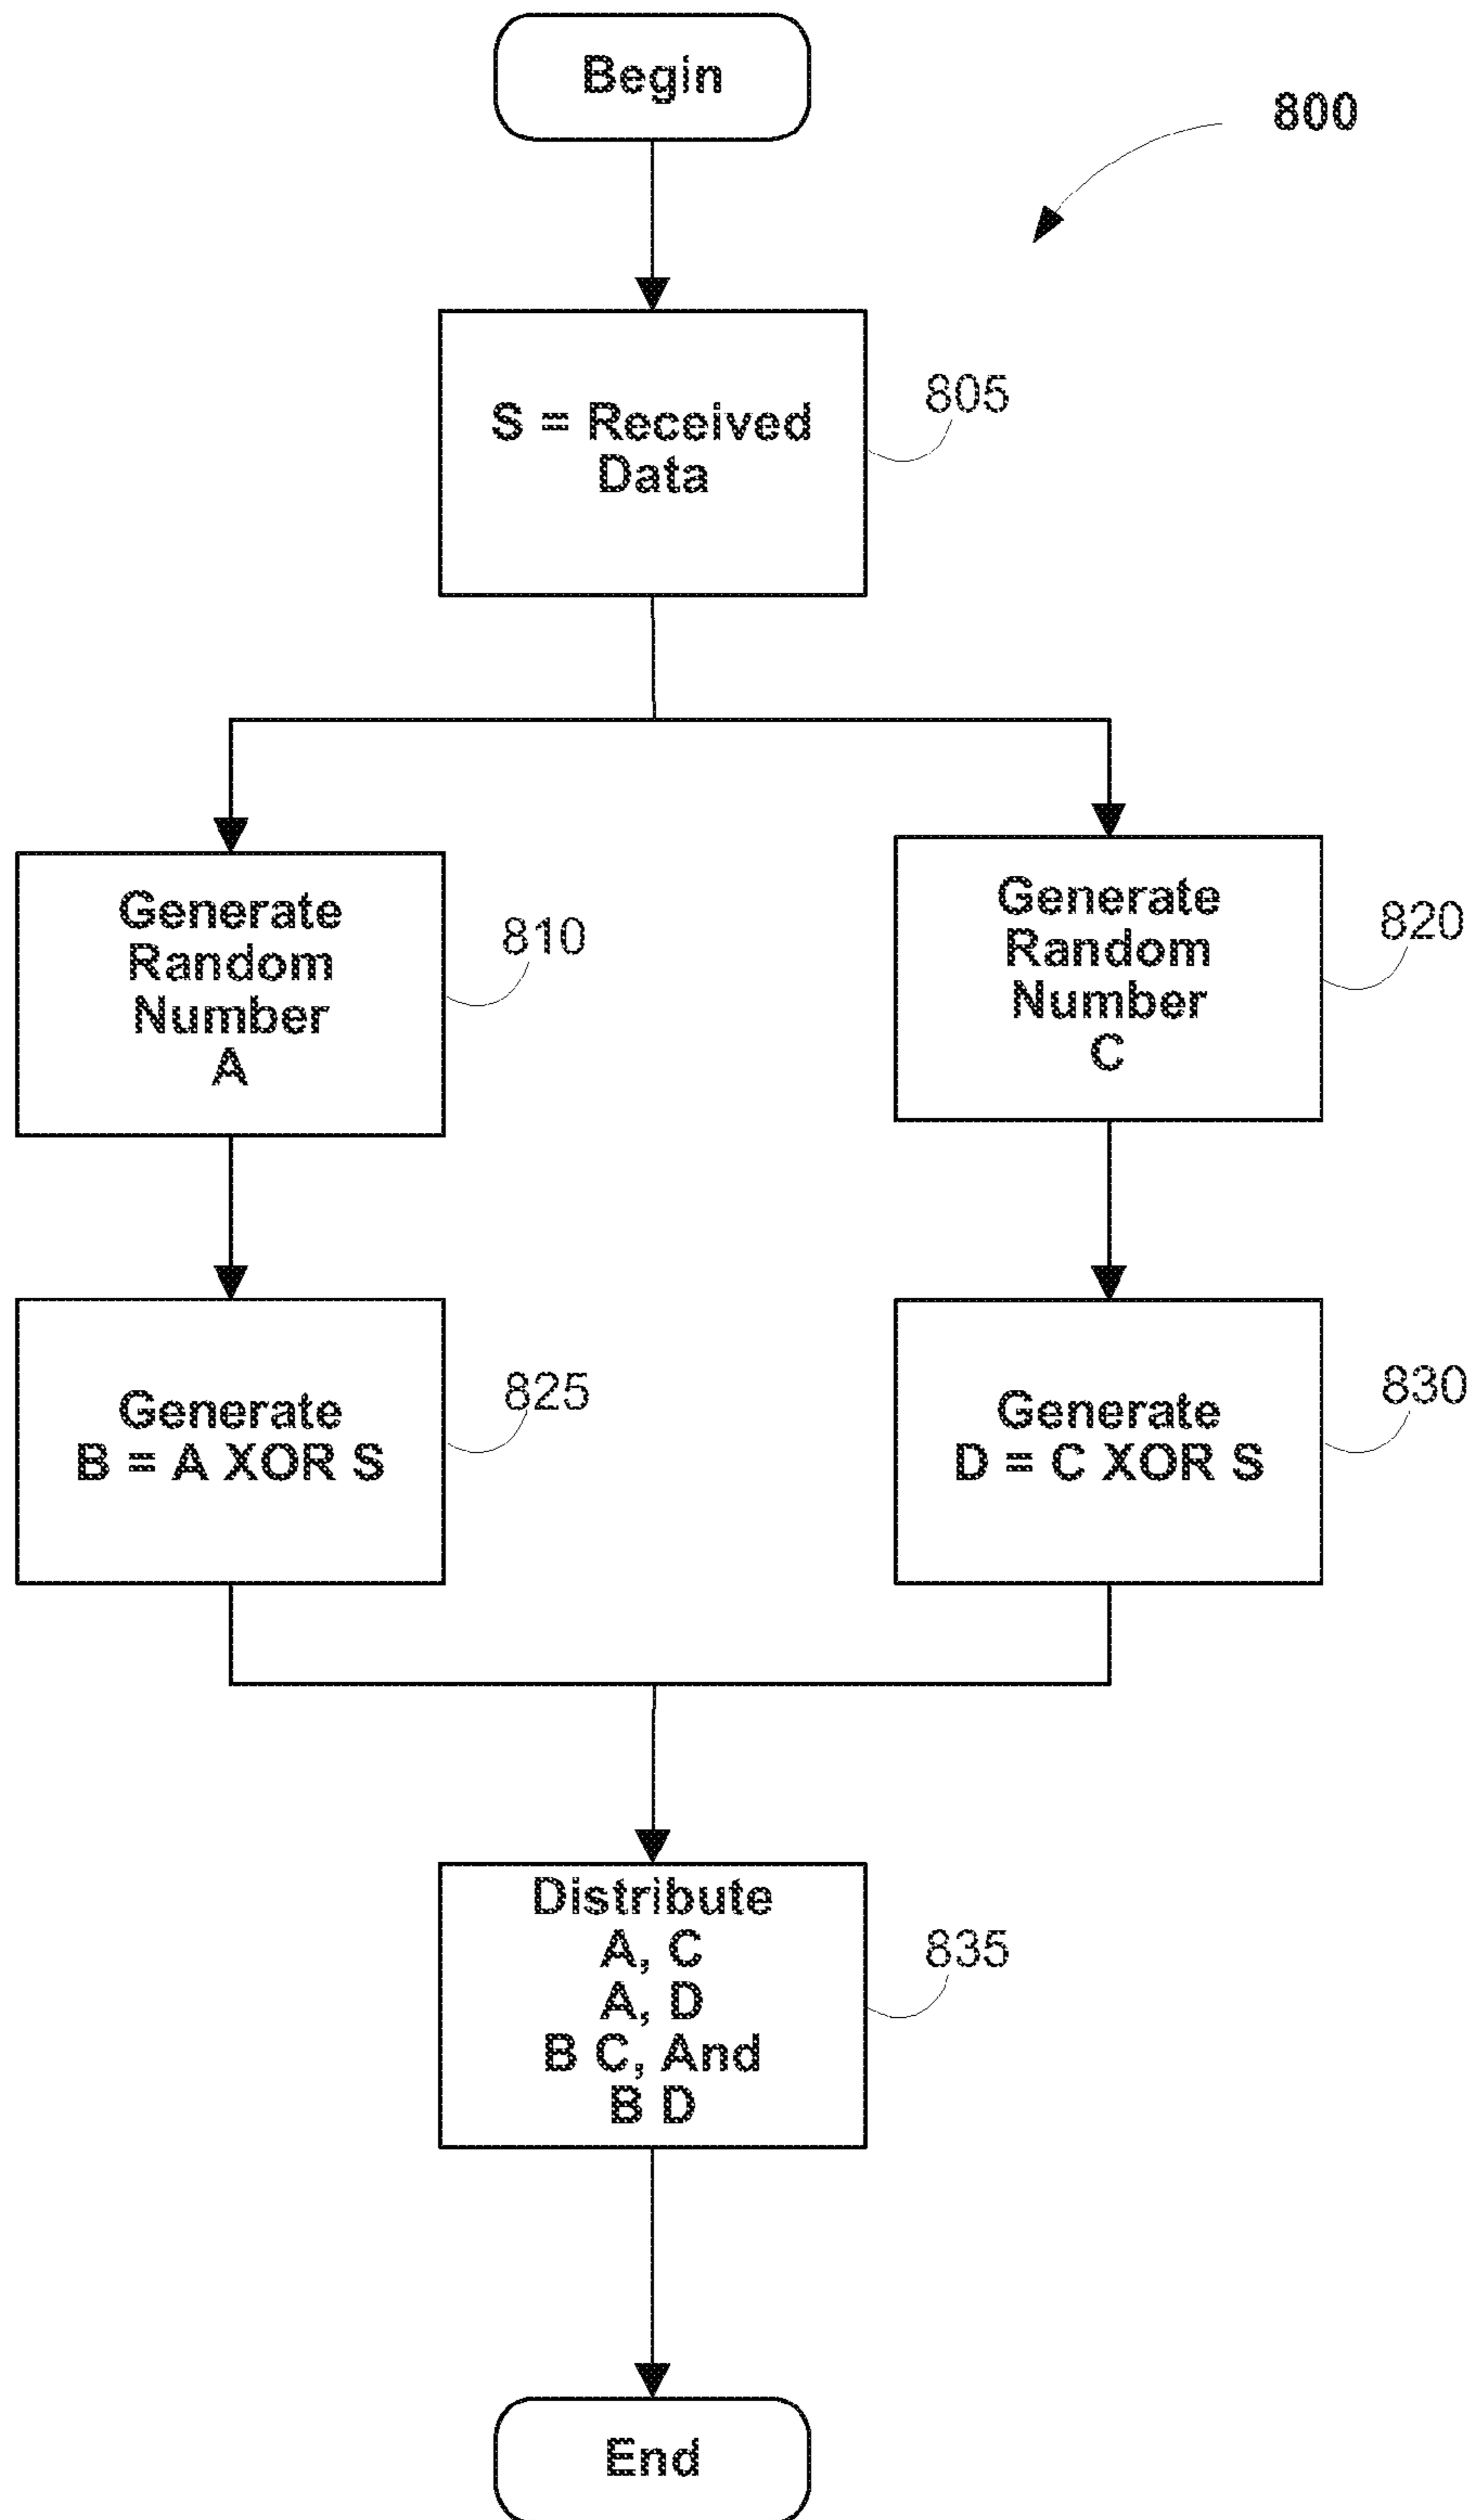 Begin
800
S = Received
Data
805
Generate
Random
Number
A
810
Generate
Random
Number
C
820
Generate
B = A XOR S
825
Generate
D = C XOR S
830
Distribute
A, C
A, D
B C, And
B D
835
End